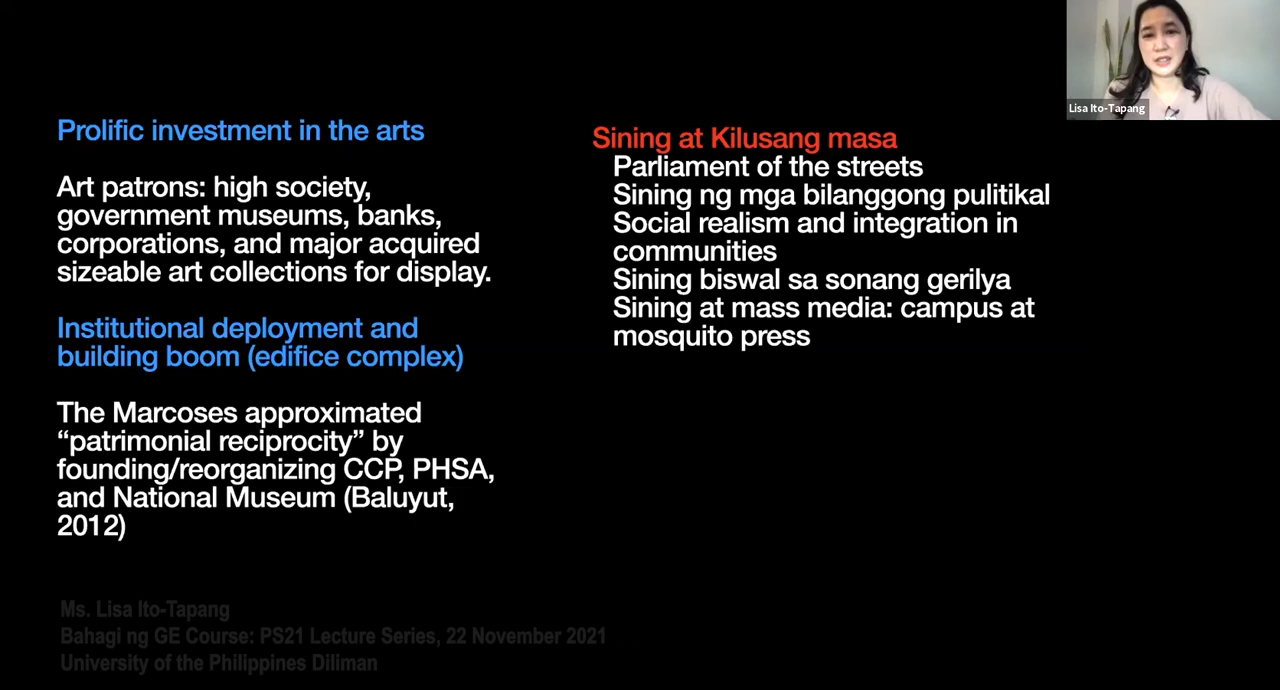 Prolific investment in the arts
Art patrons: high society,
government museums, banks,
corporations, and major acquired
sizeable art collections for display.
Institutional deployment and
building boom (edifice complex)
The Marcoses approximated
“patrimonial reciprocity” by
founding/reorganizing CCP, PHSA,
and National Museum (Baluyut,
2012)
Sining at Kilusang masa
Parliament of the streets
Sining ng mga bilanggong pulitikal
Social realism and integration in
communities
Sining biswal sa sonang gerilya
Sining at mass media: campus at
mosquito press
Lisa Ito-Tapang
Ms. Lisa Ito-Tapang
Bahagi ng GE Course: PS21 Lecture Series, 22 November 2021
University of the Philippines Diliman